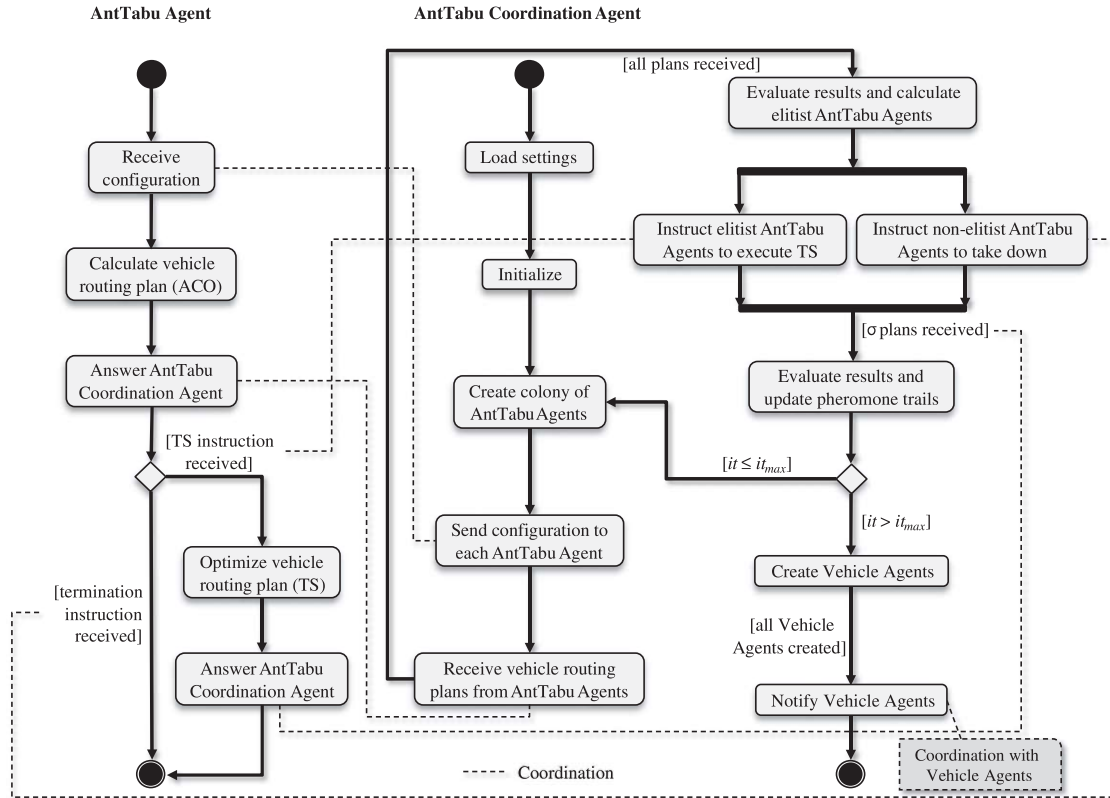 AntTabu Agent
AntTabu Coordination Agent
Receive
configuration
Calculate vehicle
routing plan (ACO)
Answer AntTabu
Coordination Agent
[TS instruction
received]
Optimize vehicle
routing plan (TS)
[termination
instruction
received]
Answer AntTabu
Coordination Agent
Load settings
Initialize
Create colony of
AntTabu Agents
Send configuration to
each AntTabu Agent
Receive vehicle routing
plans from AntTabu Agents
[all plans received]
Evaluate results and calculate
elitist AntTabu Agents
Instruct elitist AntTabu
Agents to execute TS
Instruct non-elitist AntTabu
Agents to take down
[σ plans received]
Evaluate results and
update pheromone trails
[it ≤ it_max]
[it > it_max]
Create Vehicle Agents
[all Vehicle
Agents created]
Notify Vehicle Agents
Coordination with
Vehicle Agents
Coordination